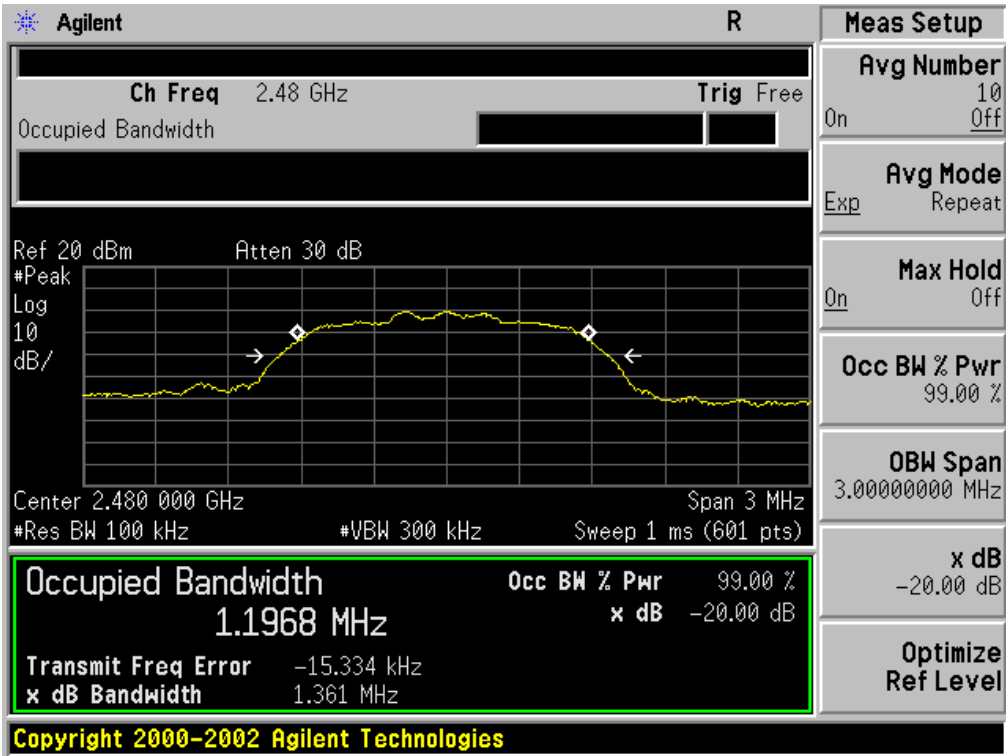 Agilent R Meas Setup
Ch Freq 2.48 GHz Trig Free
Occupied Bandwidth
Ref 20 dBm Atten 30 dB
#Peak
Log
10
dB/
Center 2.480 000 GHz Span 3 MHz
#Res BW 100 kHz #VBW 300 kHz Sweep 1 ms (601 pts)
Occupied Bandwidth Occ BW % Pwr 99.00 %
1.1968 MHz x dB -20.00 dB
Transmit Freq Error -15.334 kHz
x dB Bandwidth 1.361 MHz
Avg Number
10
On Off
Avg Mode
Exp Repeat
Max Hold
On Off
Occ BW % Pwr
99.00 %
OBW Span
3.00000000 MHz
x dB
-20.00 dB
Optimize
Ref Level
Copyright 2000-2002 Agilent Technologies